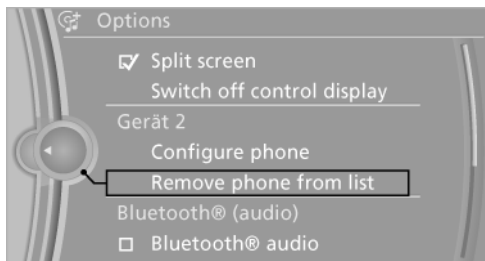 Options
Split screen
Switch off control display
Gerät 2
Configure phone
Remove phone from list
Bluetooth® (audio)
Bluetooth® audio